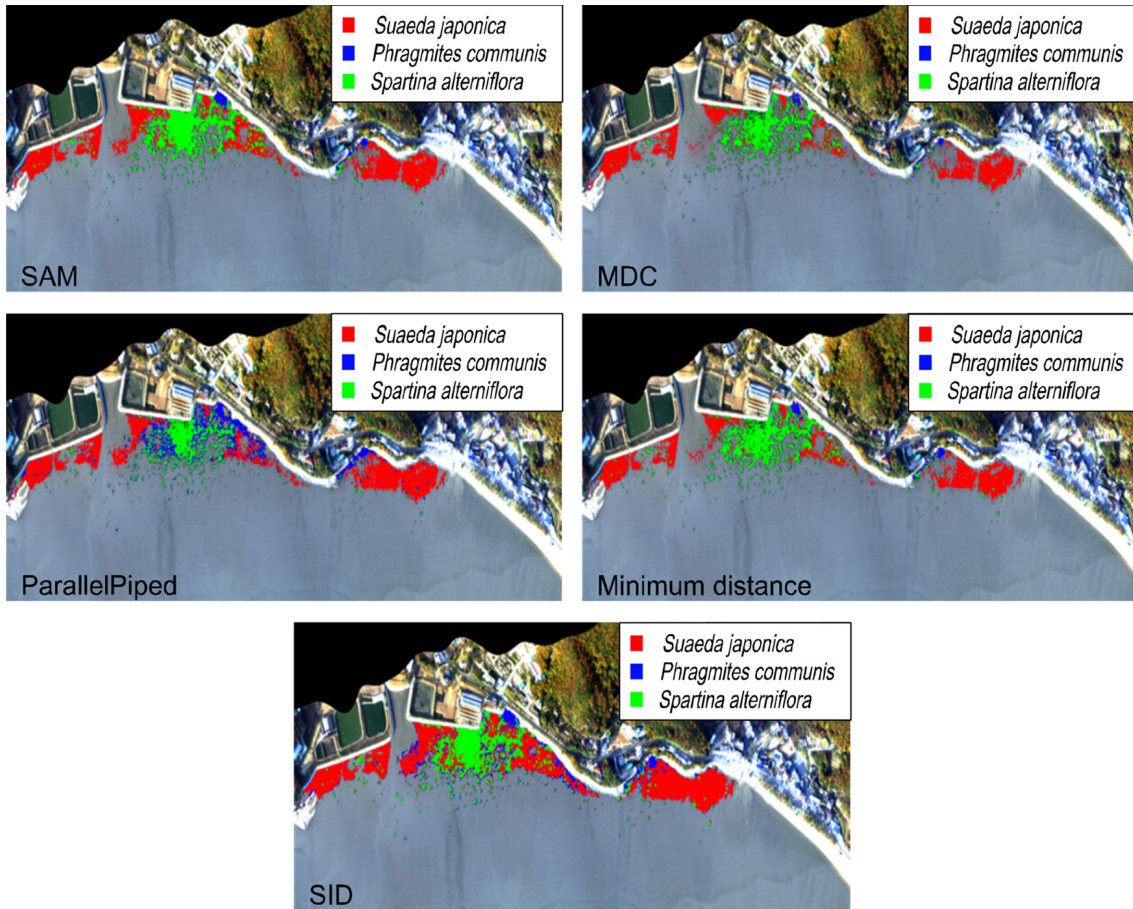 Suaeda japonica
Phragmites communis
Spartina alterniflora
SAM
Suaeda japonica
Phragmites communis
Spartina alterniflora
MDC
Suaeda japonica
Phragmites communis
Spartina alterniflora
ParallelPiped
Suaeda japonica
Phragmites communis
Spartina alterniflora
Minimum distance
Suaeda japonica
Phragmites communis
Spartina alterniflora
SID